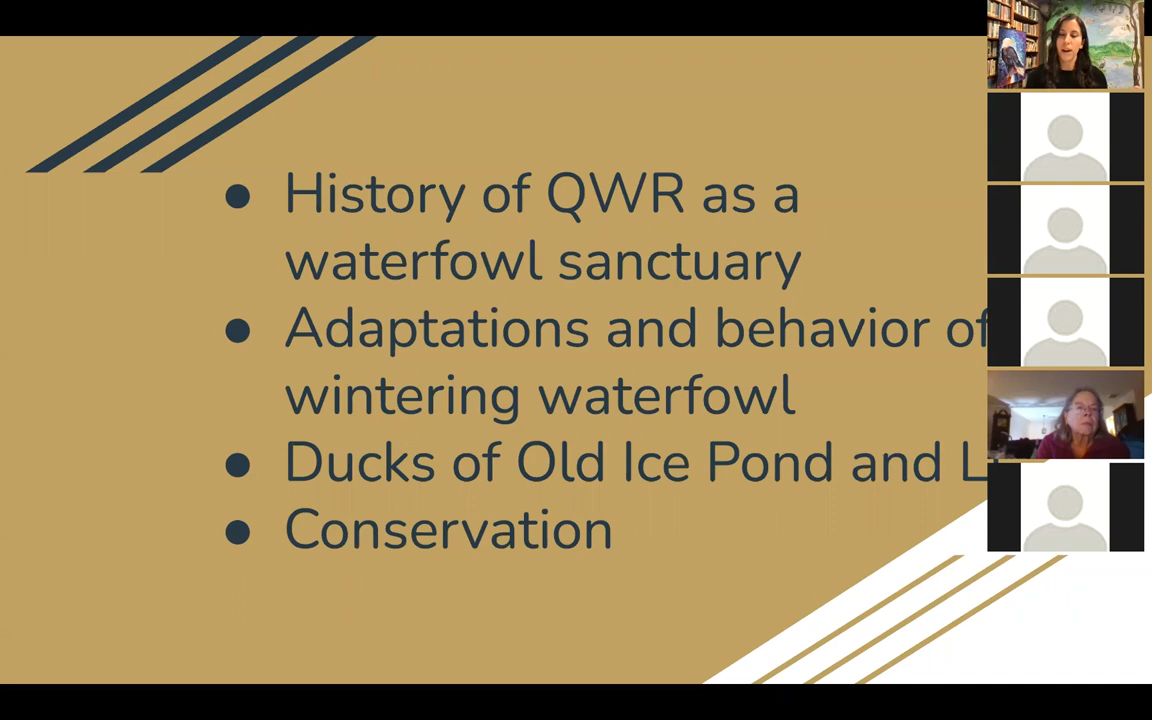 ● History of QWR as a
waterfowl sanctuary
● Adaptations and behavior of
wintering waterfowl
● Ducks of Old Ice Pond and
● Conservation